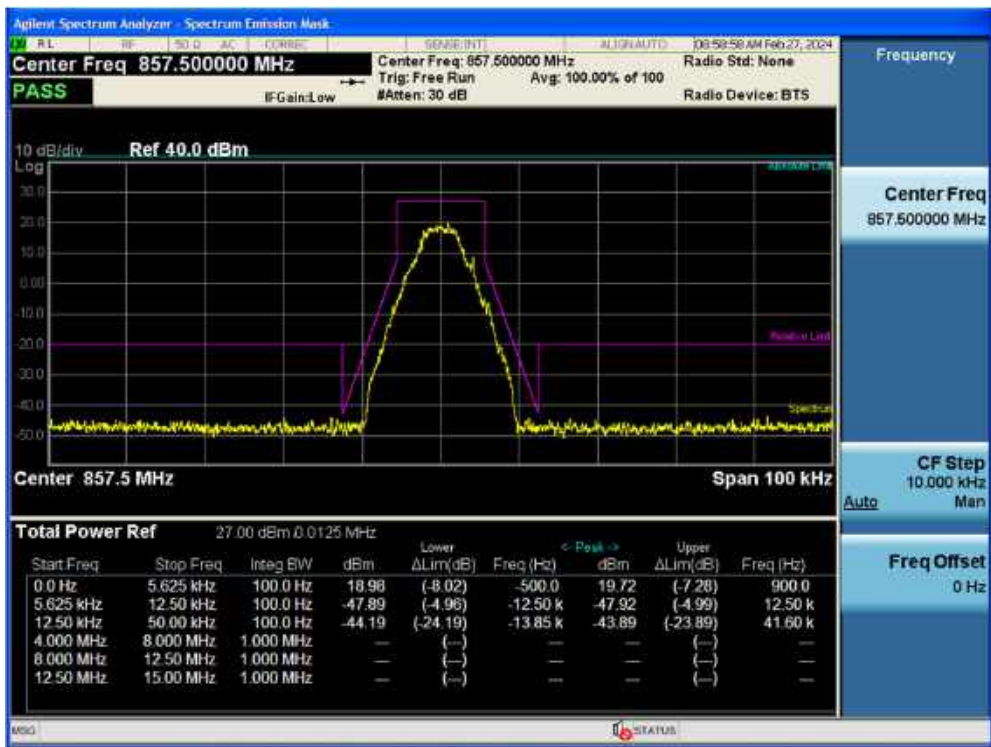 Agilent Spectrum Analyzer - Spectrum Emission Mask
RL RF 50 Ω AC CORREC SENSE:INT ALIGN AUTO 08:58:58 AM Feb 27, 2024
Center Freq 857.500000 MHz
Center Freq: 857.500000 MHz
Radio Std: None
Trig: Free Run Avg: 100.00% of 100
PASS
IFGain:Low
#Atten: 30 dB
Radio Device: BTS
10 dB/div Ref 40.0 dBm
Log
Absolute Limit
30.0
20.0
10.0
0.00
-10.0
-20.0
Relative Limit
-30.0
-40.0
Spectrum
-50.0
Center 857.5 MHz Span 100 kHz
Total Power Ref 27.00 dBm / 0.0125 MHz
Lower <- Peak -> Upper
Start Freq Stop Freq Integ BW dBm ΔLim(dB) Freq (Hz) dBm ΔLim(dB) Freq (Hz)
0.0 Hz 5.625 kHz 100.0 Hz 18.98 (-8.02) -500.0 19.72 (-7.28) 900.0
5.625 kHz 12.50 kHz 100.0 Hz -47.89 (-4.96) -12.50 k -47.92 (-4.99) 12.50 k
12.50 kHz 50.00 kHz 100.0 Hz -44.19 (-24.19) -13.85 k -43.89 (-23.89) 41.60 k
4.000 MHz 8.000 MHz 1.000 MHz --- (---) --- --- (---) ---
8.000 MHz 12.50 MHz 1.000 MHz --- (---) --- --- (---) ---
12.50 MHz 15.00 MHz 1.000 MHz --- (---) --- --- (---) ---
Frequency
Center Freq
857.500000 MHz
CF Step
10.000 kHz
Auto Man
Freq Offset
0 Hz
MSG STATUS